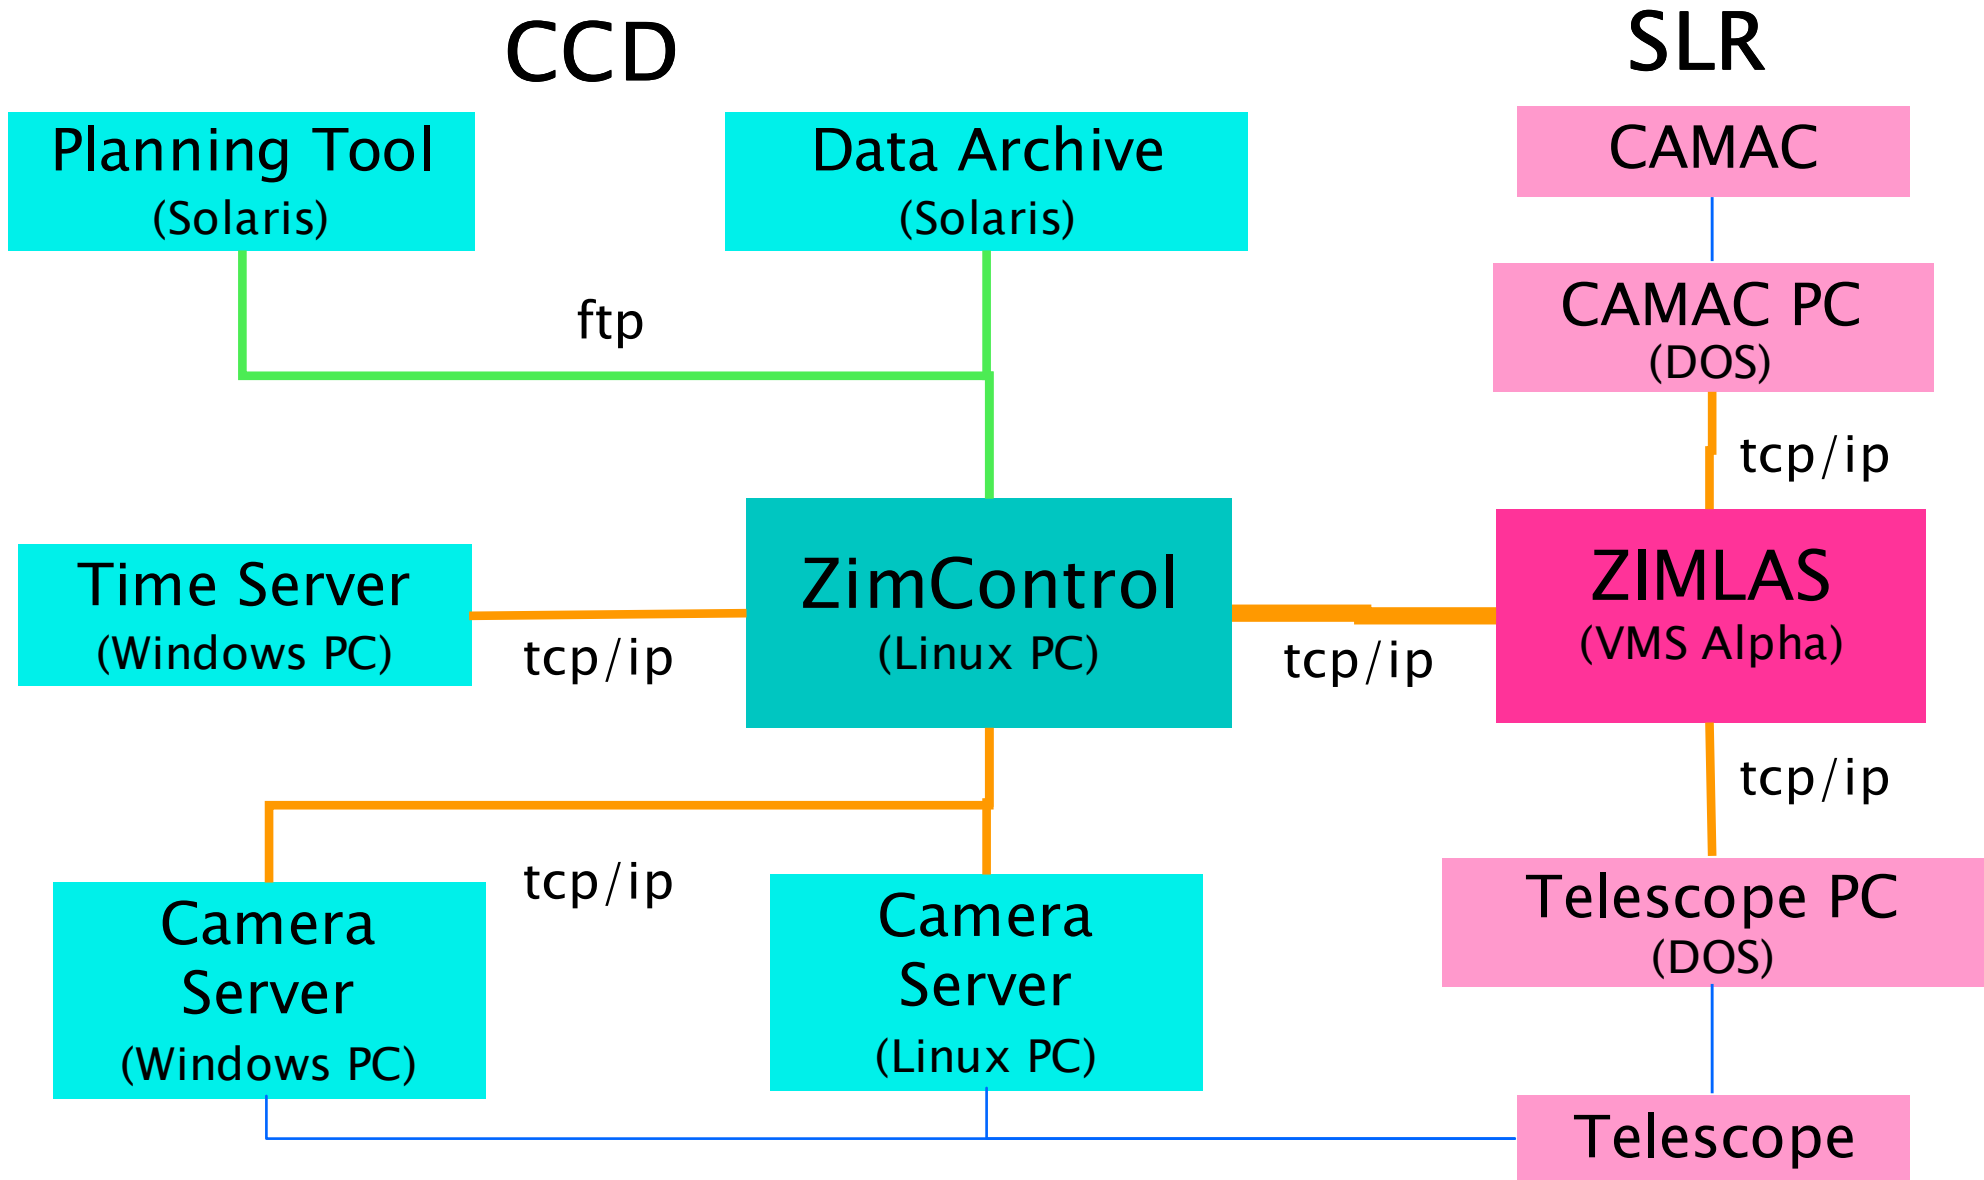 CCD
SLR
Planning Tool
(Solaris)
Data Archive
(Solaris)
CAMAC
ftp
CAMAC PC
(DOS)
tcp/ip
Time Server
(Windows PC)
tcp/ip
ZimControl
(Linux PC)
tcp/ip
ZIMLAS
(VMS Alpha)
tcp/ip
tcp/ip
Camera
Server
(Windows PC)
Camera
Server
(Linux PC)
Telescope PC
(DOS)
Telescope